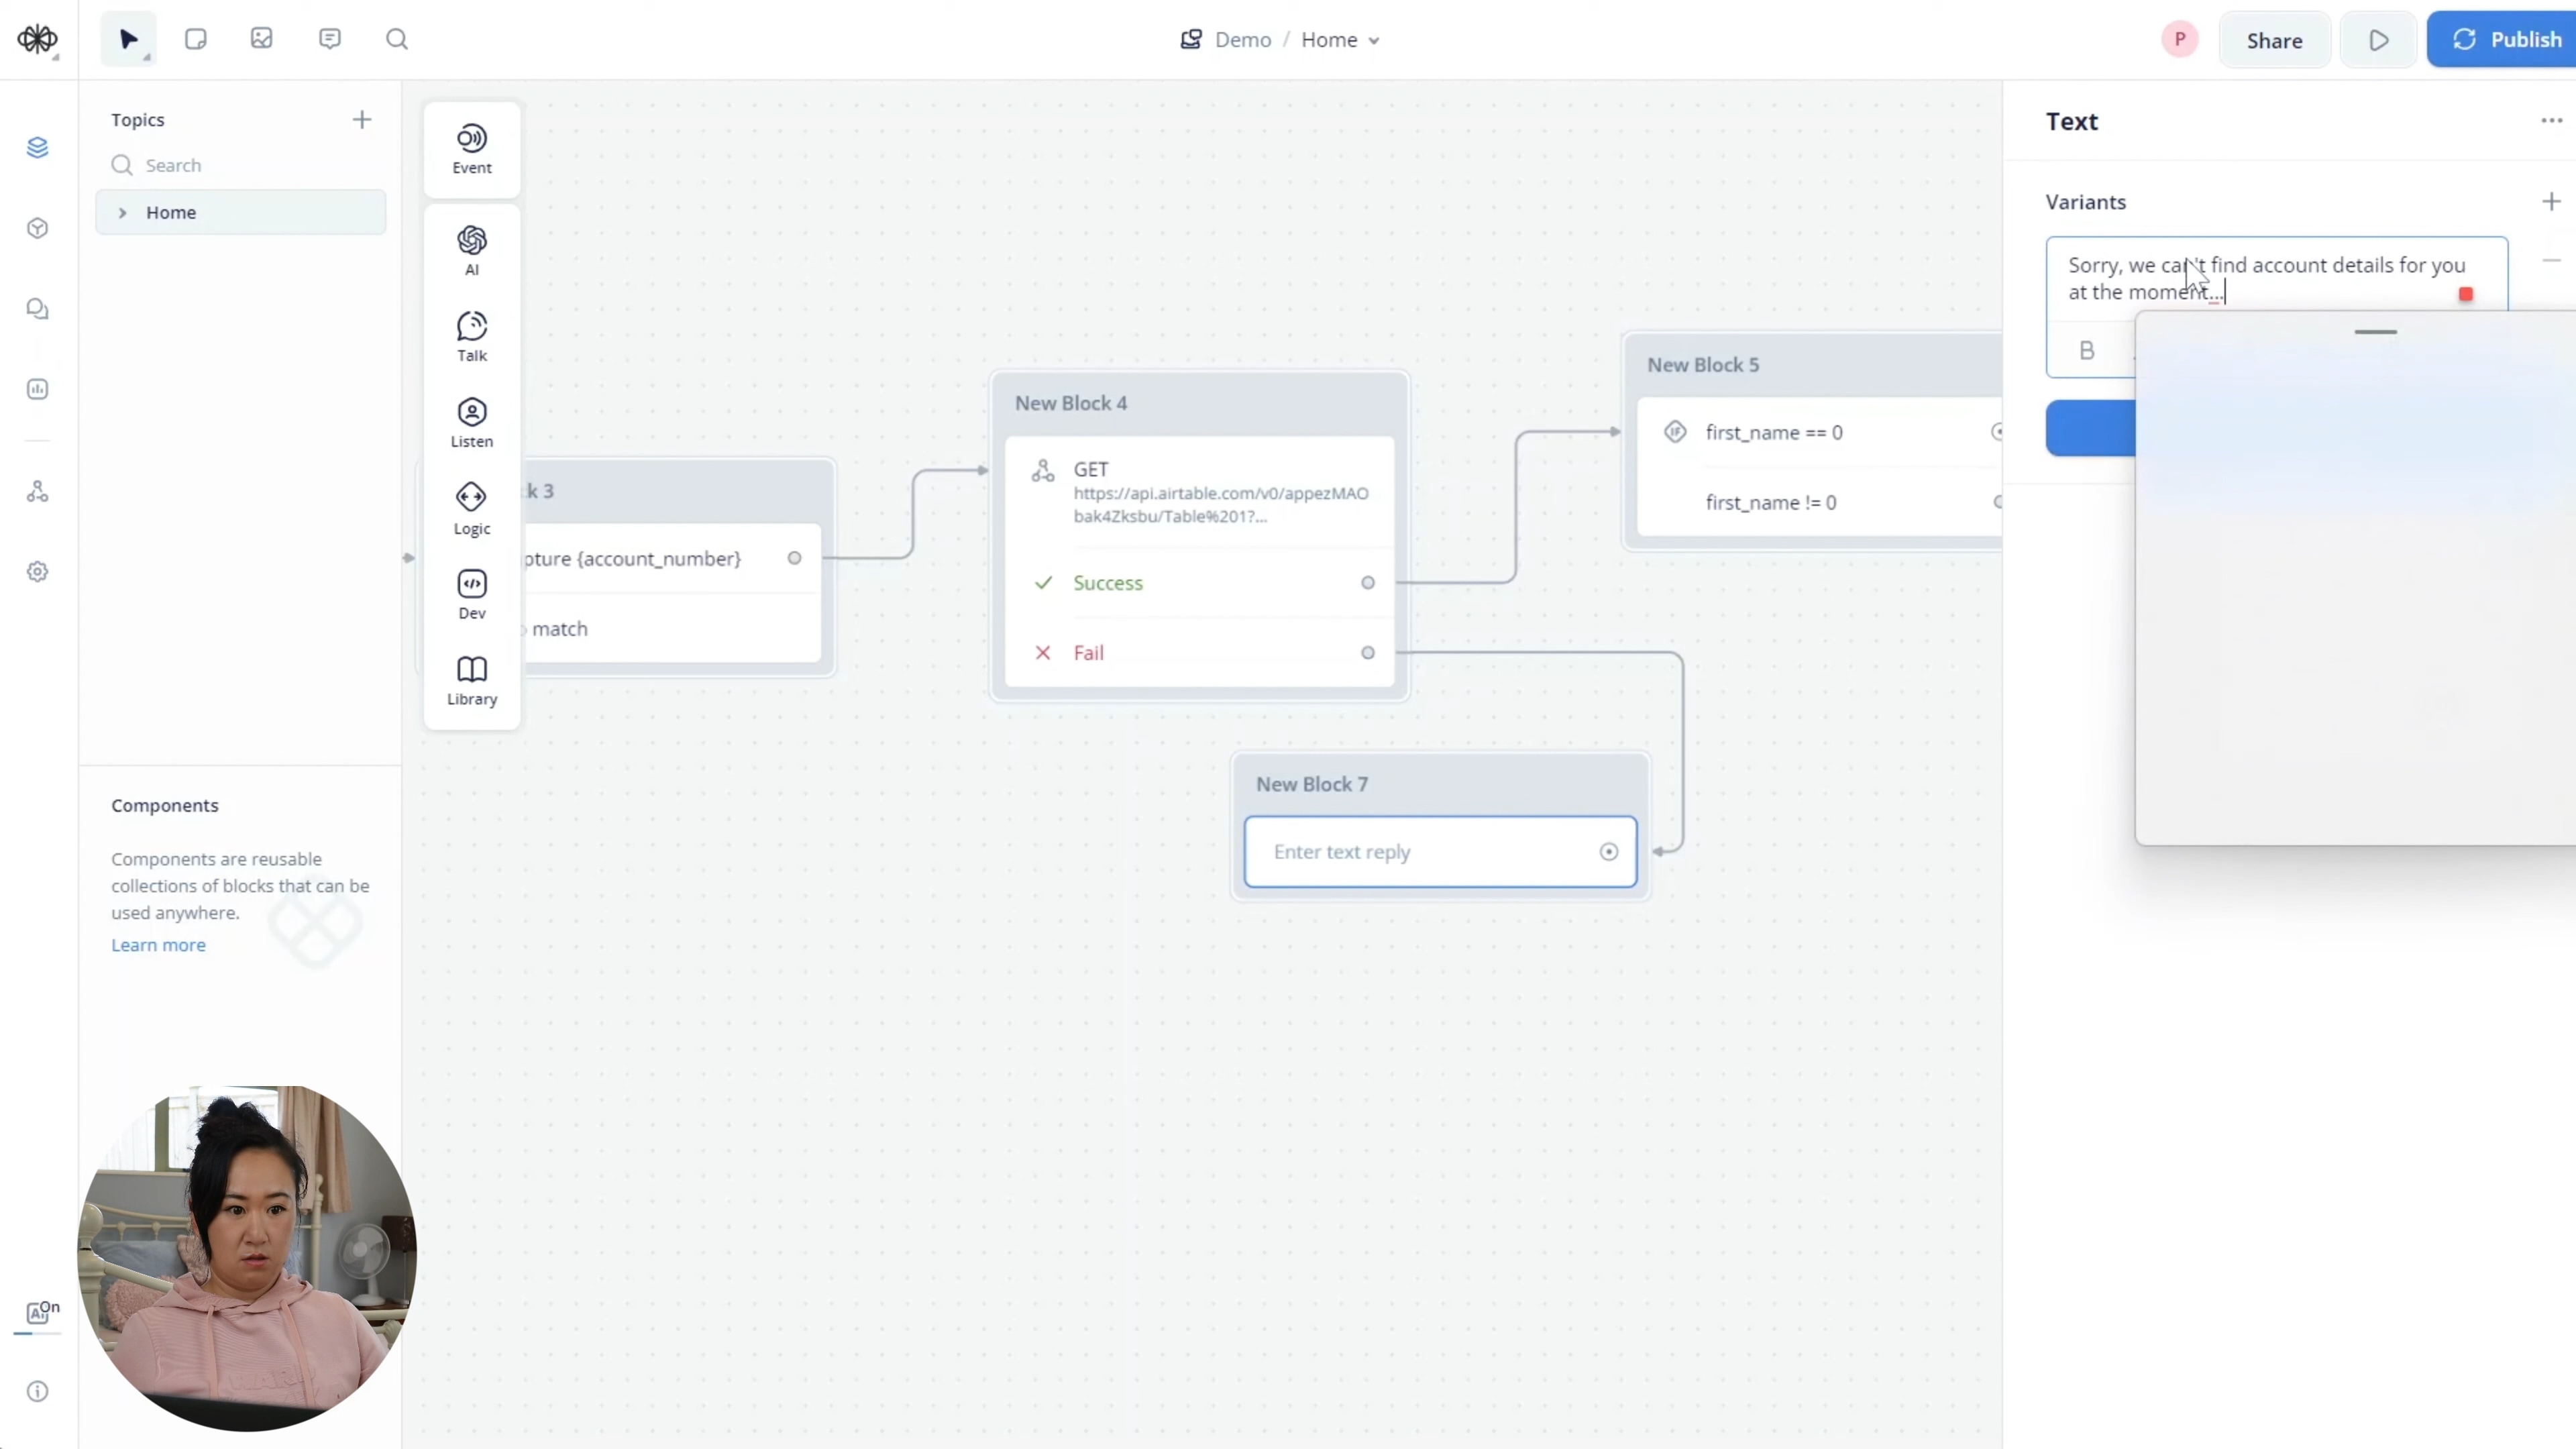 Demo / Home
P
Share
Publish
Topics
Search
Home
Components
Components are reusable
collections of blocks that can be
used anywhere.
Learn more
On
Event
AI
Talk
Listen
Logic
Dev
Library
k 3
pture {account_number}
match
New Block 4
GET
https://api.airtable.com/v0/appezMAO
bak4Zksbu/Table%201?...
Success
Fail
New Block 5
IF
first_name == 0
first_name != 0
New Block 7
Enter text reply
Text
Variants
Sorry, we can't find account details for you
at the moment...
B